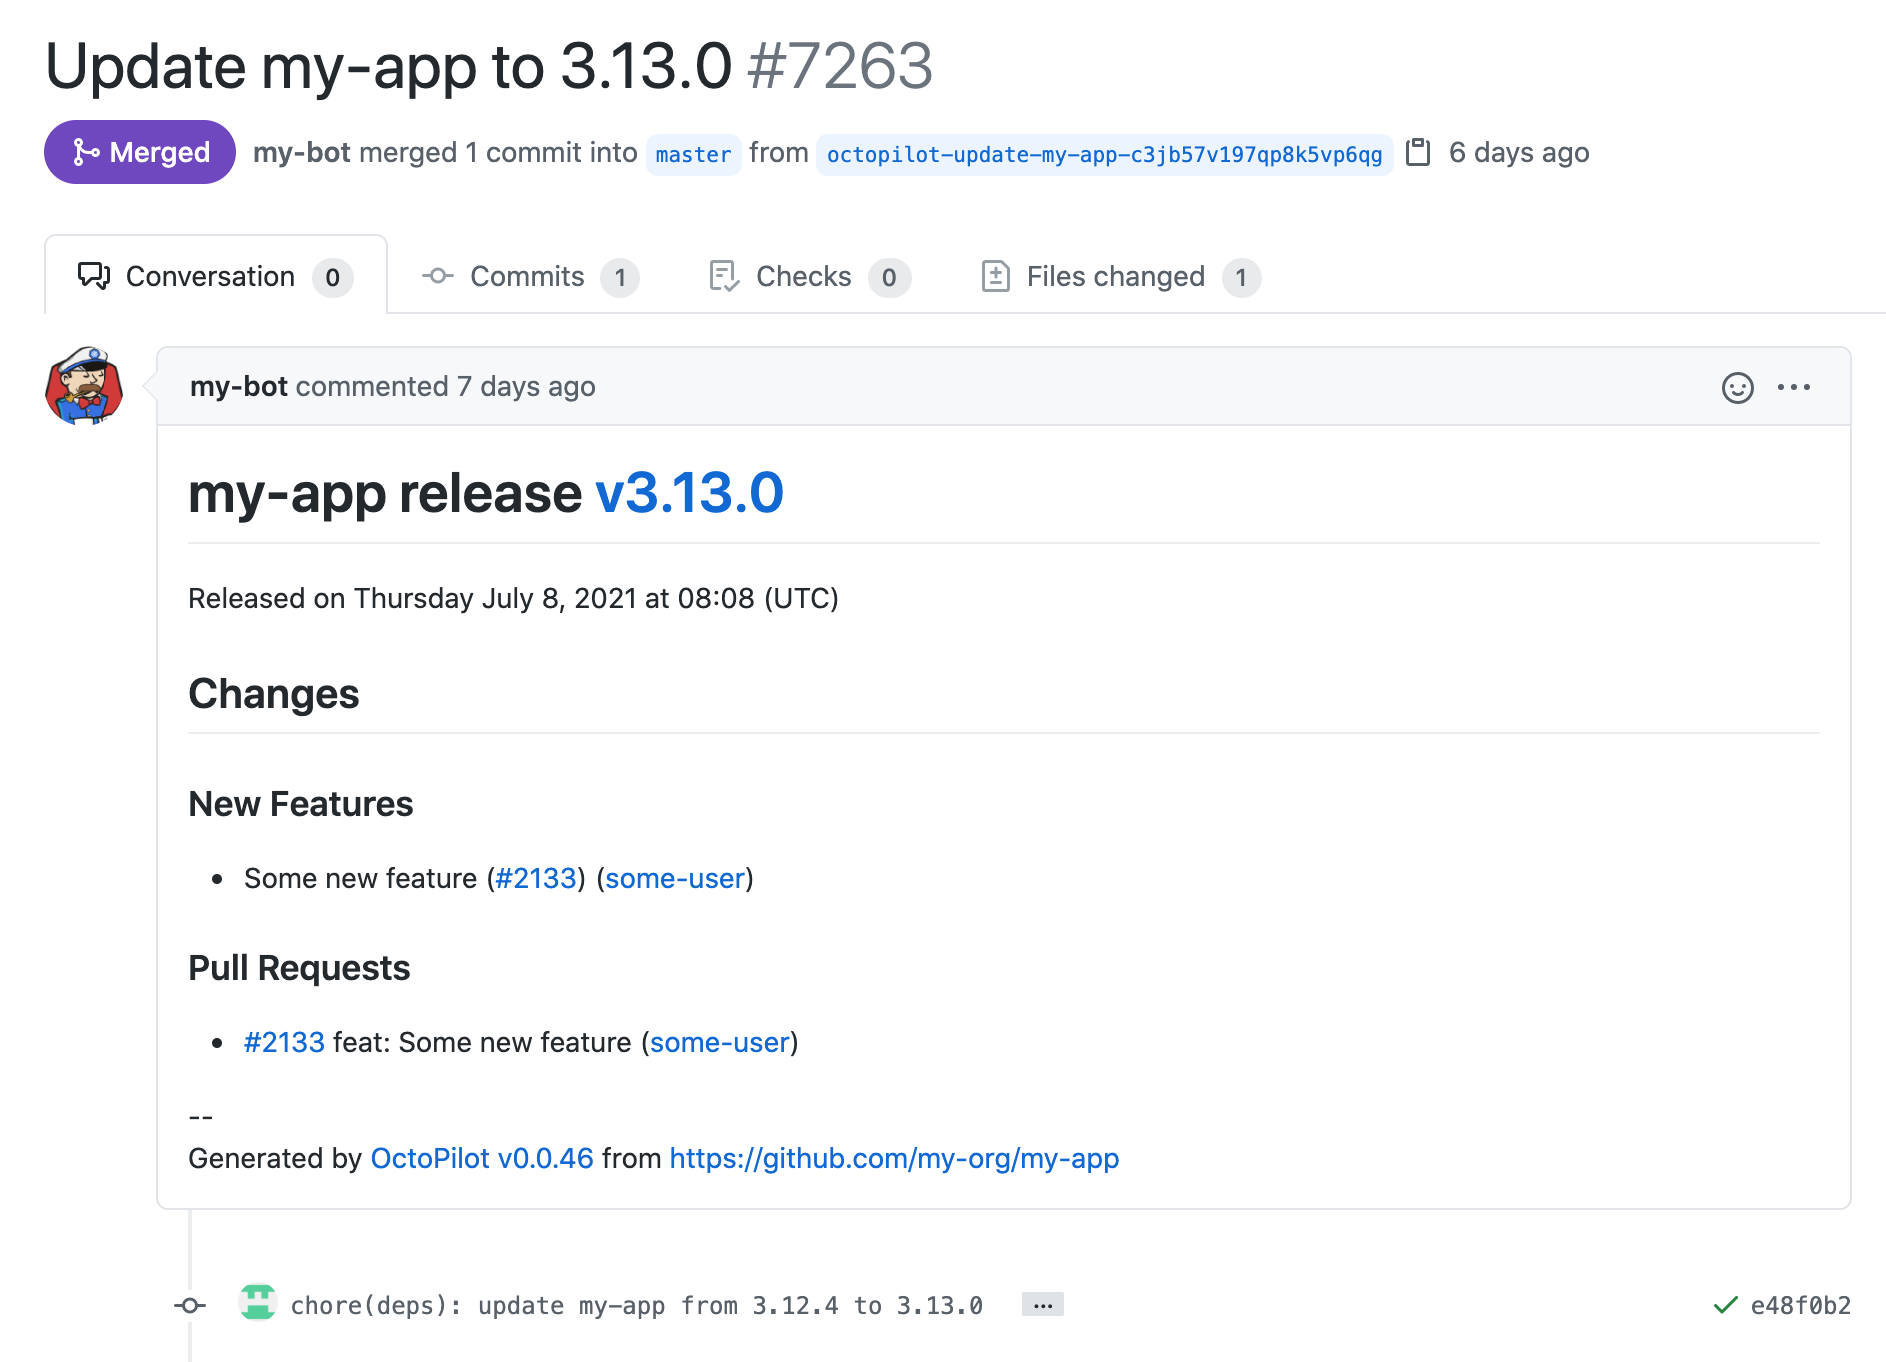 Update my-app to 3.13.0 #7263
Merged my-bot merged 1 commit into master from octopilot-update-my-app-c3jb57v197qp8k5vp6qg 6 days ago
Conversation 0 Commits 1 Checks 0 Files changed 1
my-bot commented 7 days ago
my-app release v3.13.0
Released on Thursday July 8, 2021 at 08:08 (UTC)
Changes
New Features
• Some new feature (#2133) (some-user)
Pull Requests
• #2133 feat: Some new feature (some-user)
--
Generated by OctoPilot v0.0.46 from https://github.com/my-org/my-app
chore(deps): update my-app from 3.12.4 to 3.13.0 ... e48f0b2